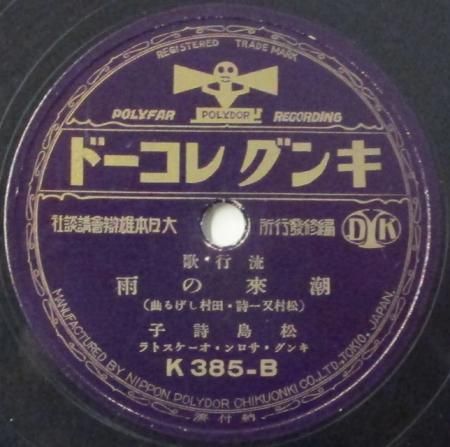 REGISTERED TRADE MARK
POLYFAR POLYDOR RECORDING
キングレコード
DYK 編修發行所 大日本雄辯會講談社
流行歌
潮來の雨
(松村又一詩・田村しげる曲)
松島詩子
キング・サロン・オーケストラ
K 385-B
MANUFACTURED BY NIPPON POLYDOR CHIKUONKI CO., LTD. TOKIO, JAPAN.
納付濟